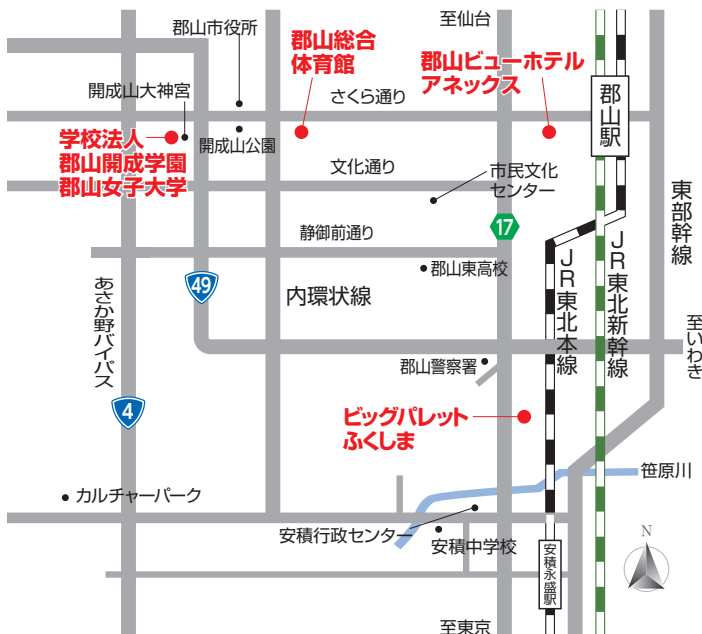 至仙台
郡山市役所
郡山総合
体育館
郡山ビューホテル
アネックス
開成山大神宮
さくら通り
郡山駅
学校法人
郡山開成学園
郡山女子大学
開成山公園
文化通り
市民文化
センター
東部幹線
17
静御前通り
郡山東高校
JR東北本線
JR東北新幹線
あさか野バイパス
49
内環状線
至いわき
郡山警察署
4
ビッグパレット
ふくしま
笹原川
カルチャーパーク
安積行政センター
安積中学校
安積永盛駅
N
至東京